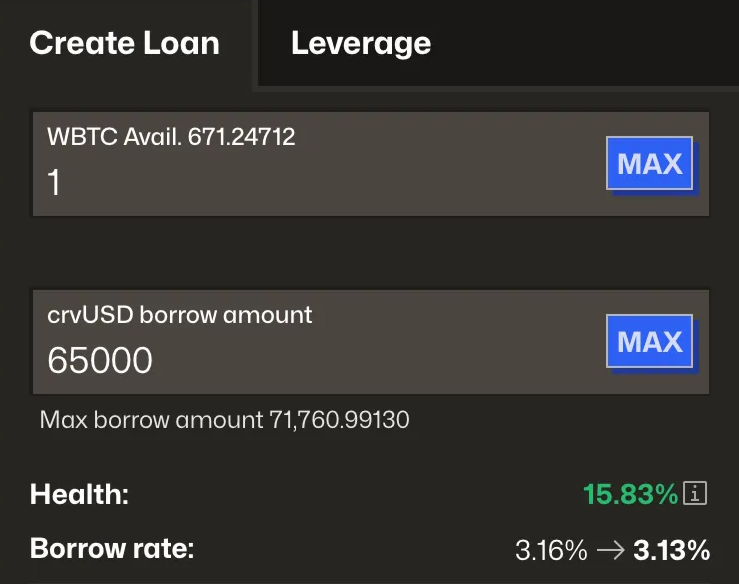 Create Loan Leverage
WBTC Avail. 671.24712
1
MAX
crvUSD borrow amount
65000
MAX
Max borrow amount 71,760.99130
Health: 15.83% i
Borrow rate: 3.16% → 3.13%